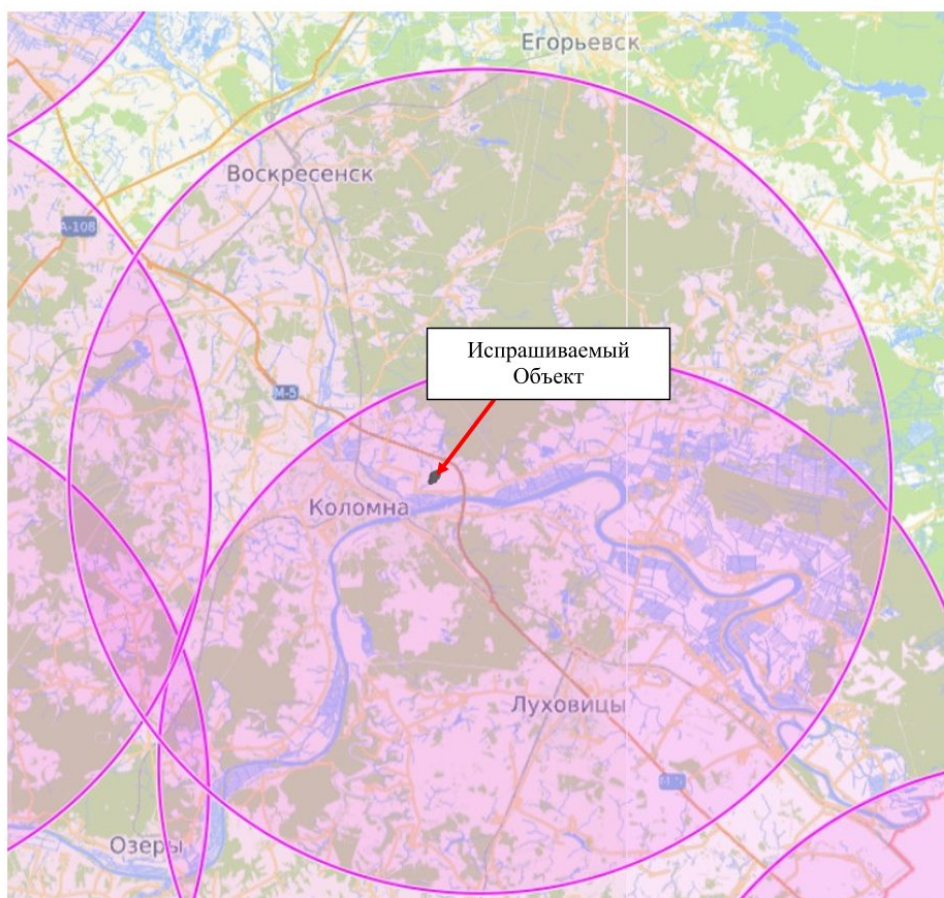 Егорьевск
Воскресенск
А-108
Испрашиваемый
Объект
М-5
Коломна
Луховицы
М-5
Озеры